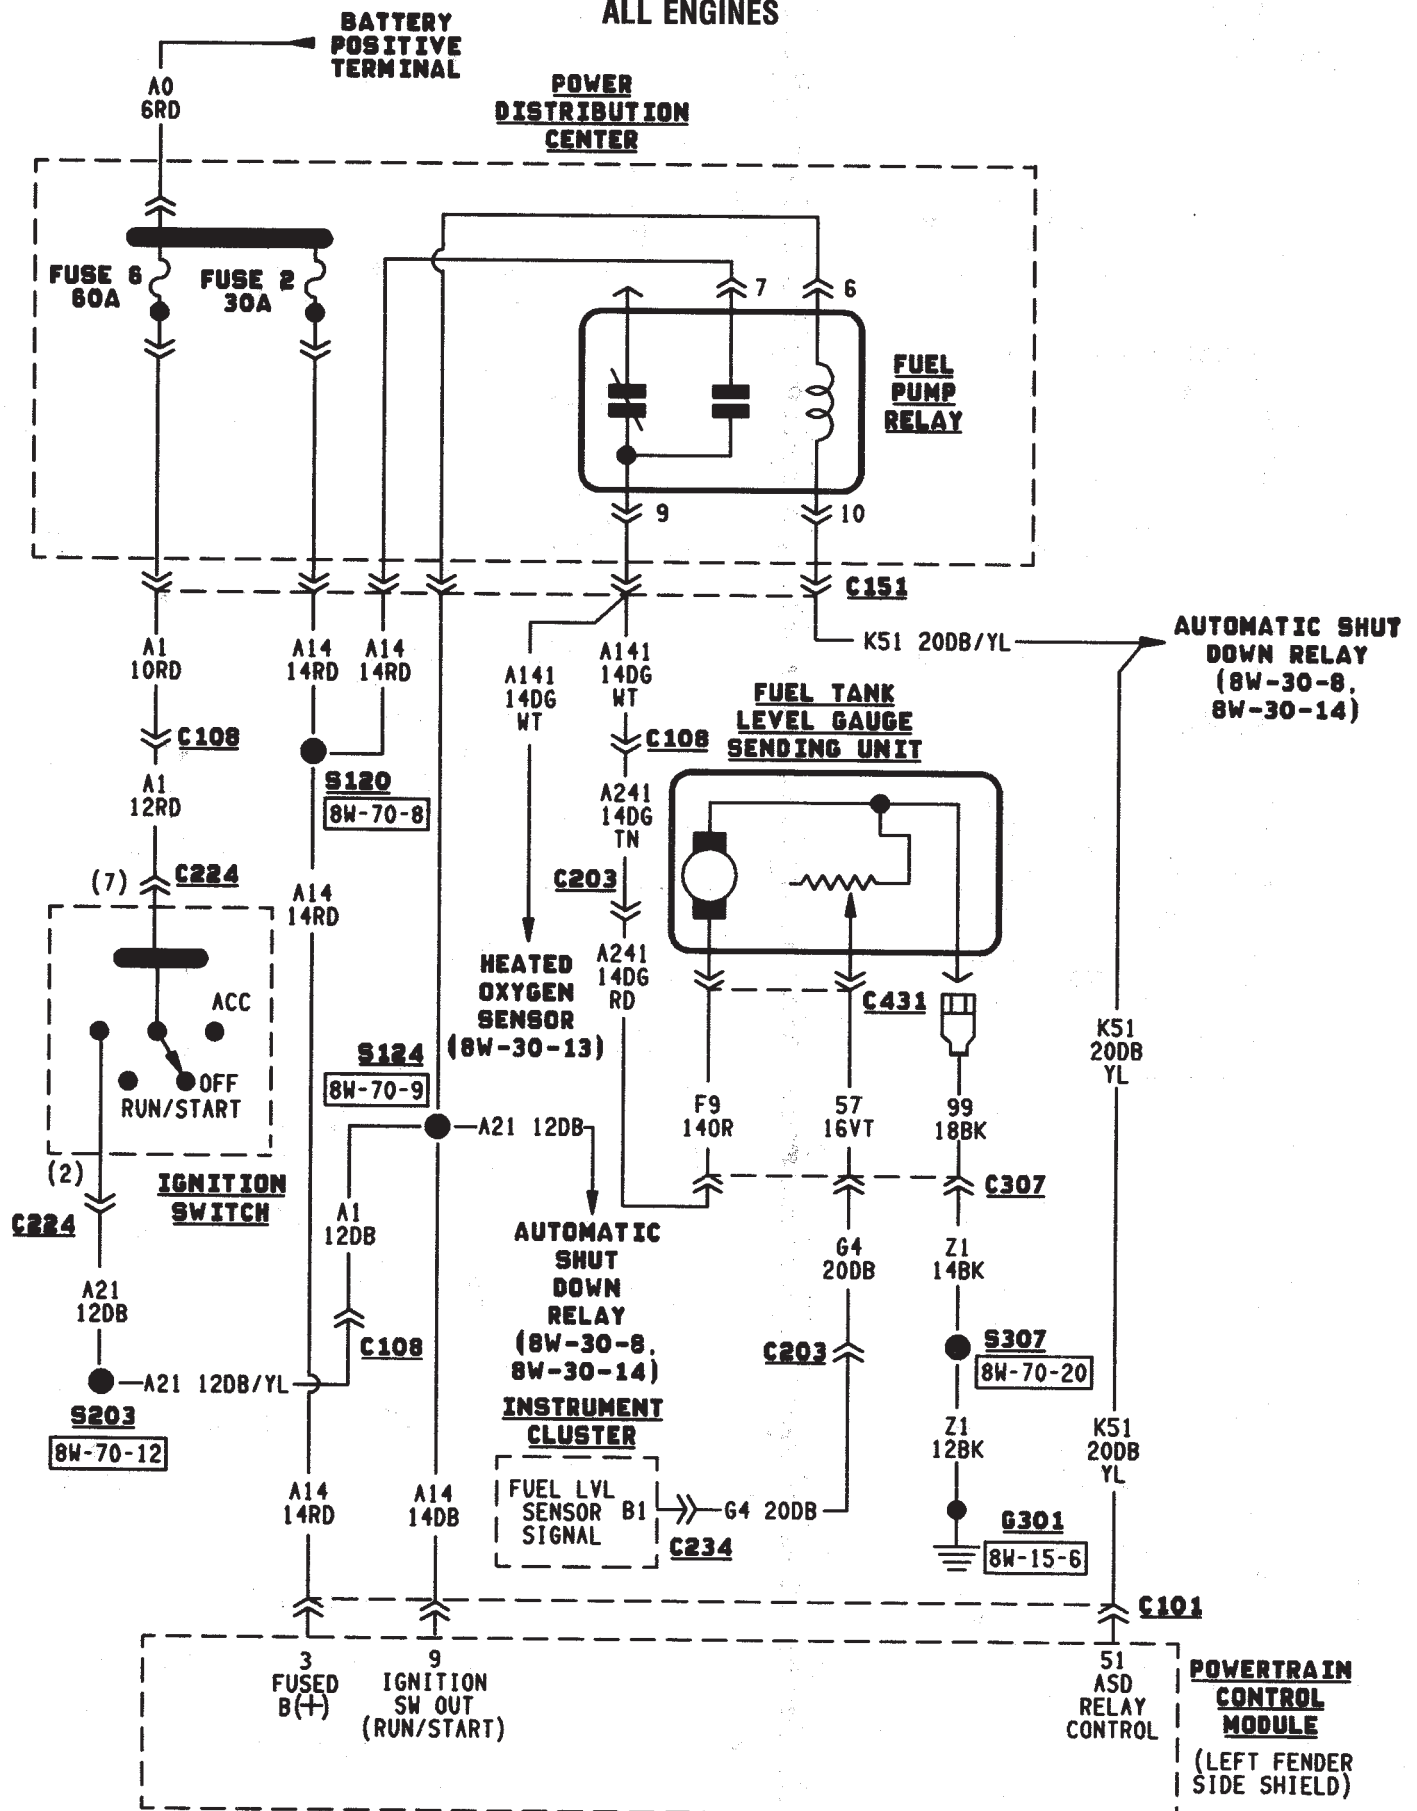 ALL ENGINES
BATTERY
POSITIVE
TERMINAL
A0
6RD
POWER
DISTRIBUTION
CENTER
FUSE 6
60A
FUSE 2
30A
7
6
FUEL
PUMP
RELAY
9
10
C151
A1
10RD
A14
14RD
A14
14RD
A141
14DG
WT
A141
14DG
WT
K51 20DB/YL
AUTOMATIC SHUT
DOWN RELAY
(8W-30-8,
8W-30-14)
C108
C108
FUEL TANK
LEVEL GAUGE
SENDING UNIT
A1
12RD
S120
8W-70-8
A241
14DG
TN
(7)
C224
C203
A14
14RD
A241
14DG
RD
HEATED
OXYGEN
SENSOR
(8W-30-13)
ACC
OFF
RUN/START
C431
K51
20DB
YL
S124
8W-70-9
A21 12DB
F9
14OR
57
16VT
99
18BK
(2)
IGNITION
SWITCH
C224
C307
A1
12DB
AUTOMATIC
SHUT
DOWN
RELAY
(8W-30-8,
8W-30-14)
G4
20DB
Z1
14BK
A21
12DB
C108
C203
S307
8W-70-20
A21 12DB/YL
S203
8W-70-12
INSTRUMENT
CLUSTER
Z1
12BK
K51
20DB
YL
A14
14RD
A14
14DB
FUEL LVL
SENSOR B1
SIGNAL
G4 20DB
C234
G301
8W-15-6
C101
3
FUSED
B(+)
9
IGNITION
SW OUT
(RUN/START)
51
ASD
RELAY
CONTROL
POWERTRAIN
CONTROL
MODULE
(LEFT FENDER
SIDE SHIELD)